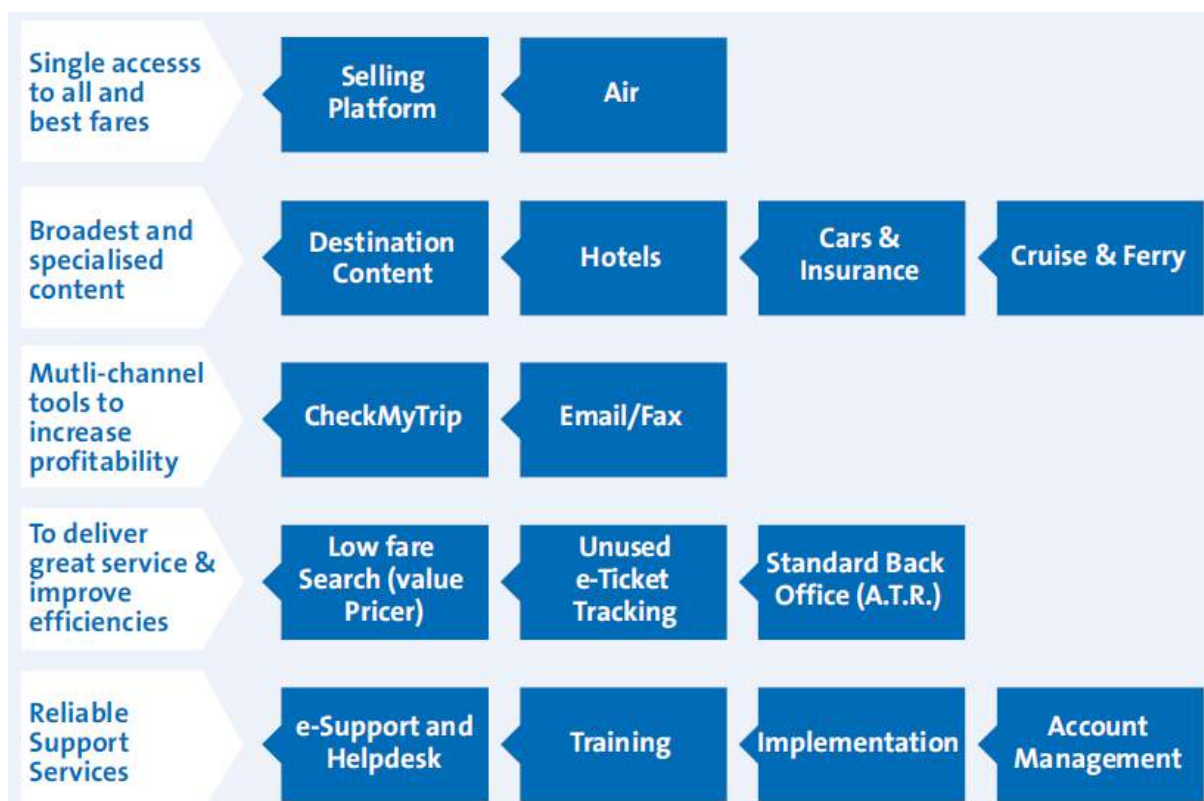 Single accesss
to all and
best fares
Selling
Platform
Air
Broadest and
specialised
content
Destination
Content
Hotels
Cars &
Insurance
Cruise & Ferry
Mutli-channel
tools to
increase
profitability
CheckMyTrip
Email/Fax
To deliver
great service &
improve
efficiencies
Low fare
Search (value
Pricer)
Unused
e-Ticket
Tracking
Standard Back
Office (A.T.R.)
Reliable
Support
Services
e-Support and
Helpdesk
Training
Implementation
Account
Management